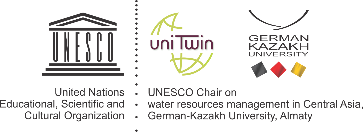 UNESCO
uniTwin
GERMAN
KAZAKH
UNIVERSITY
United Nations
Educational, Scientific and
Cultural Organization
UNESCO Chair on
water resources management in Central Asia,
German-Kazakh University, Almaty